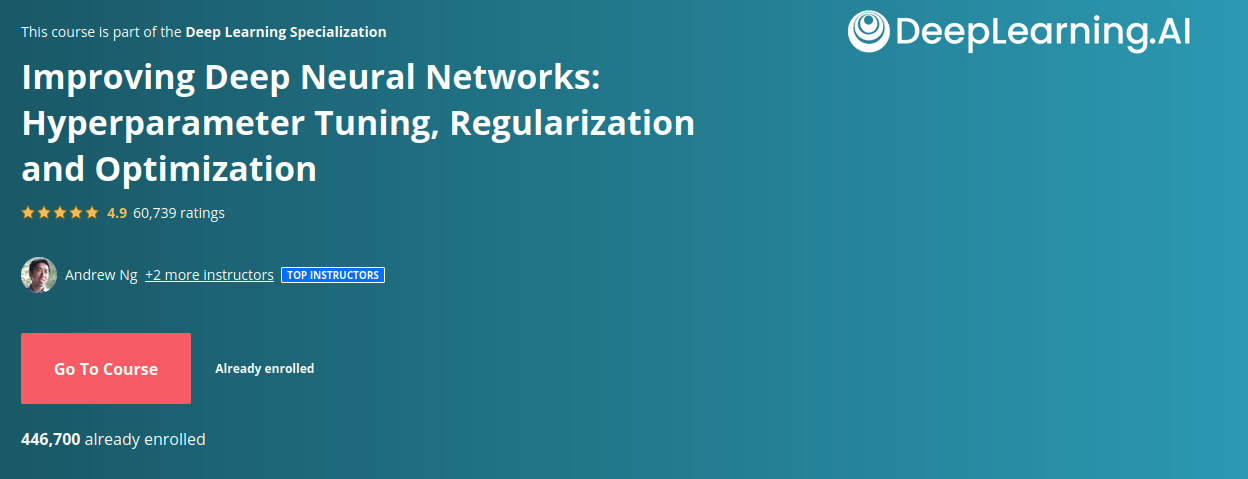 This course is part of the Deep Learning Specialization
DeepLearning.AI
Improving Deep Neural Networks:
Hyperparameter Tuning, Regularization
and Optimization
4.9 60,739 ratings
Andrew Ng +2 more instructors TOP INSTRUCTORS
Go To Course Already enrolled
446,700 already enrolled